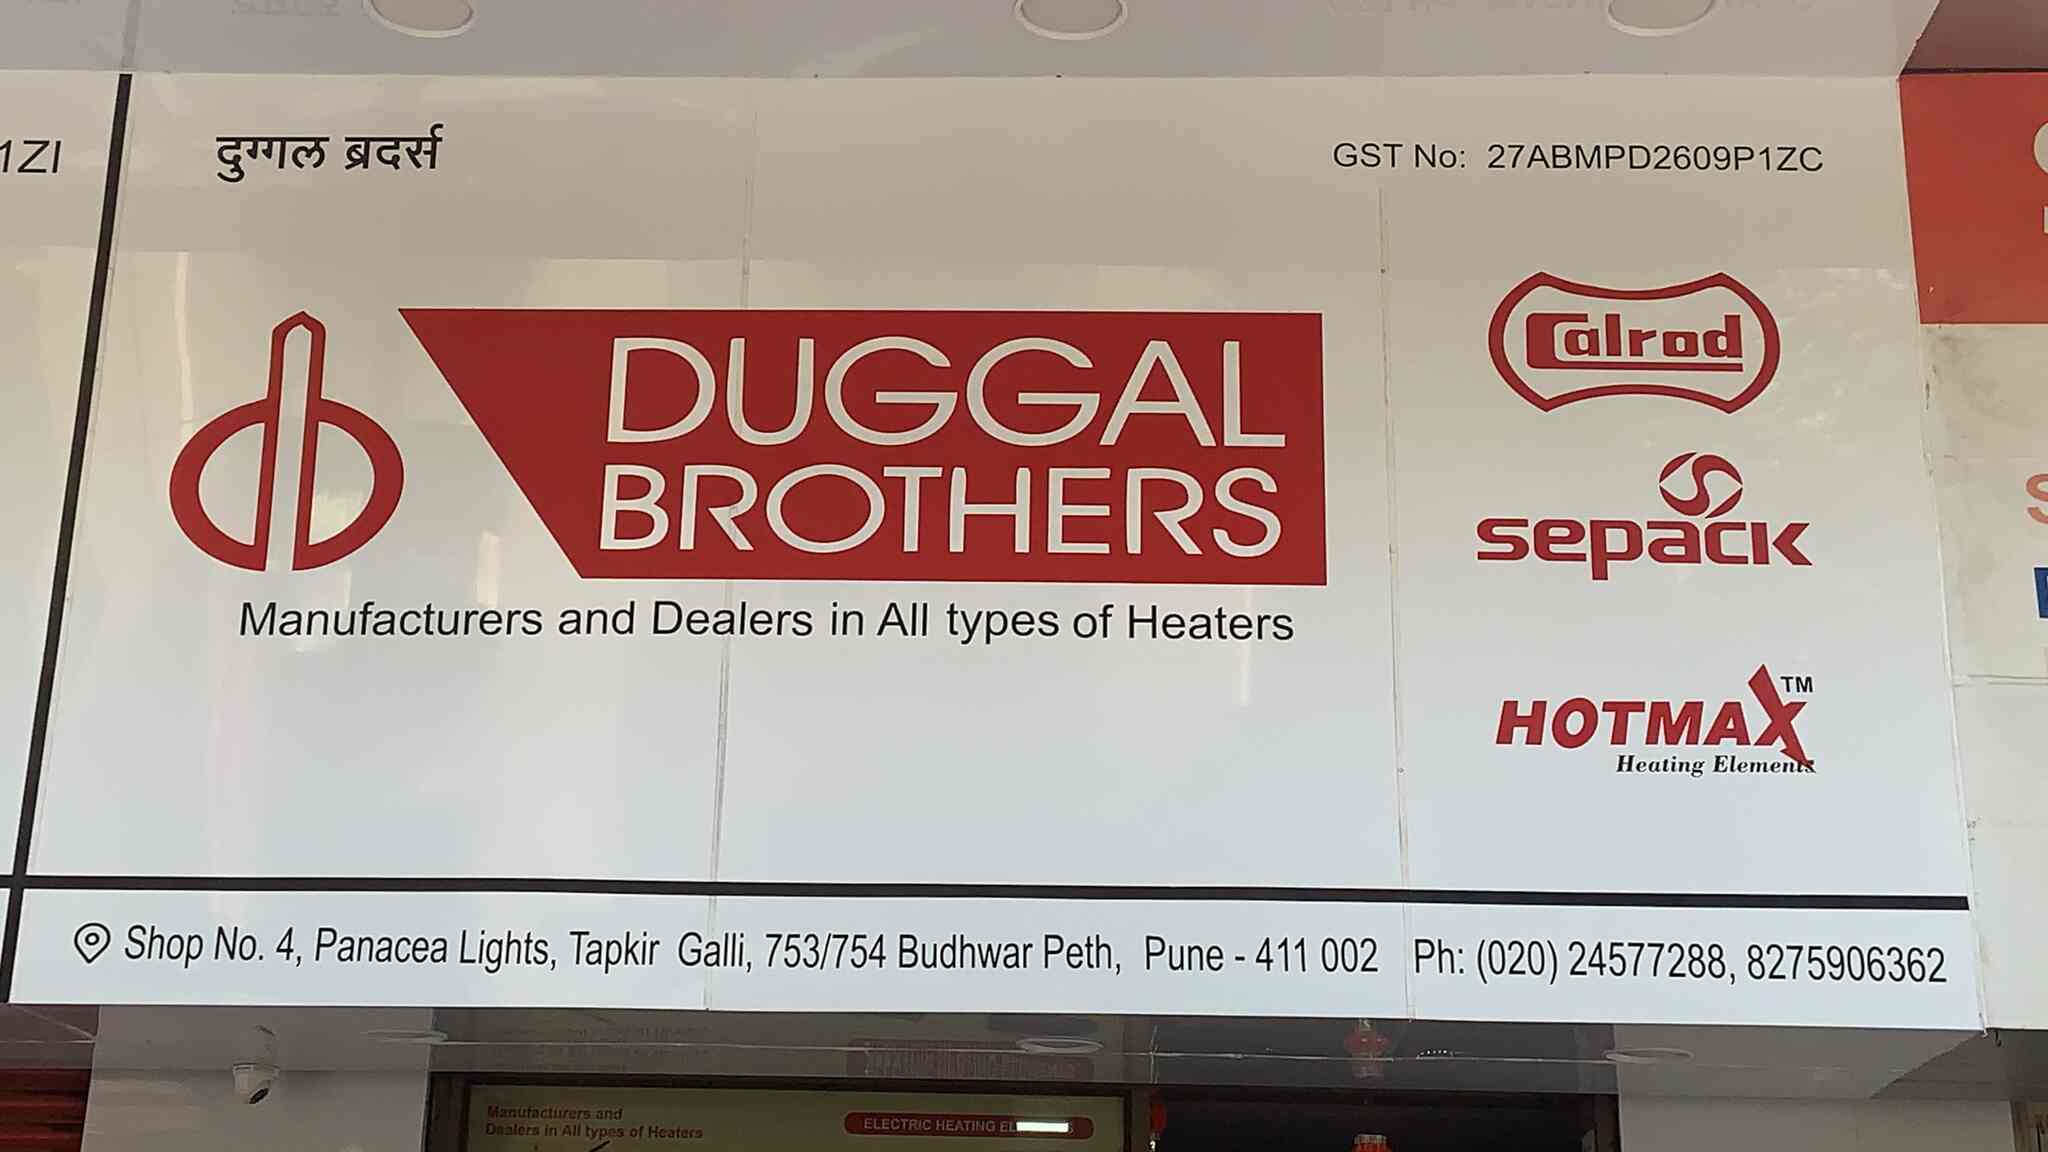 1ZI
दुग्गल ब्रदर्स
GST No: 27ABMPD2609P1ZC
DUGGAL
BROTHERS
Manufacturers and Dealers in All types of Heaters
Calrod
sepack
HOTMAX TM
Heating Elements
Shop No. 4, Panacea Lights, Tapkir Galli, 753/754 Budhwar Peth, Pune - 411 002 Ph: (020) 24577288, 8275906362
Manufacturers and
Dealers in All types of Heaters
ELECTRIC HEATING